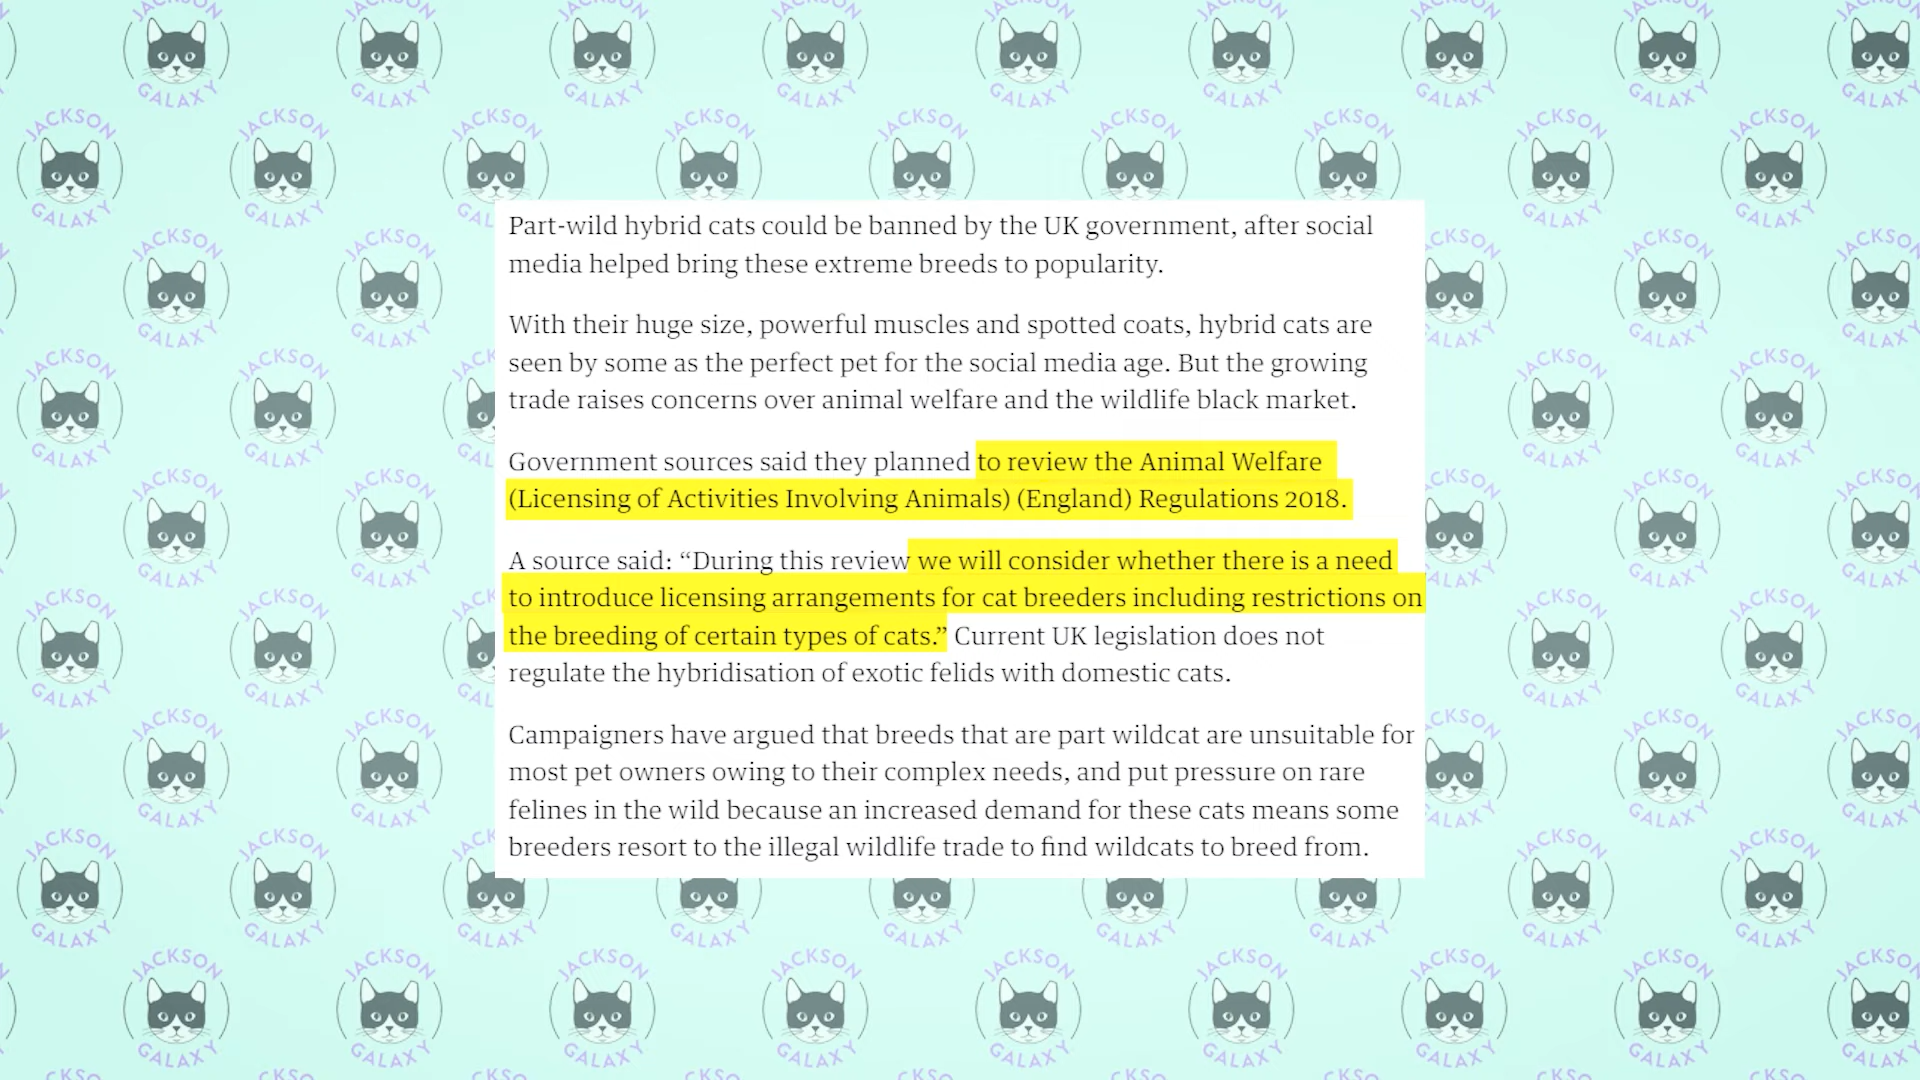 Part-wild hybrid cats could be banned by the UK government, after social
media helped bring these extreme breeds to popularity.
With their huge size, powerful muscles and spotted coats, hybrid cats are
seen by some as the perfect pet for the social media age. But the growing
trade raises concerns over animal welfare and the wildlife black market.
Government sources said they planned to review the Animal Welfare
(Licensing of Activities Involving Animals) (England) Regulations 2018.
A source said: “During this review we will consider whether there is a need
to introduce licensing arrangements for cat breeders including restrictions on
the breeding of certain types of cats.” Current UK legislation does not
regulate the hybridisation of exotic felids with domestic cats.
Campaigners have argued that breeds that are part wildcat are unsuitable for
most pet owners owing to their complex needs, and put pressure on rare
felines in the wild because an increased demand for these cats means some
breeders resort to the illegal wildlife trade to find wildcats to breed from.
JACKSON
GALAXY